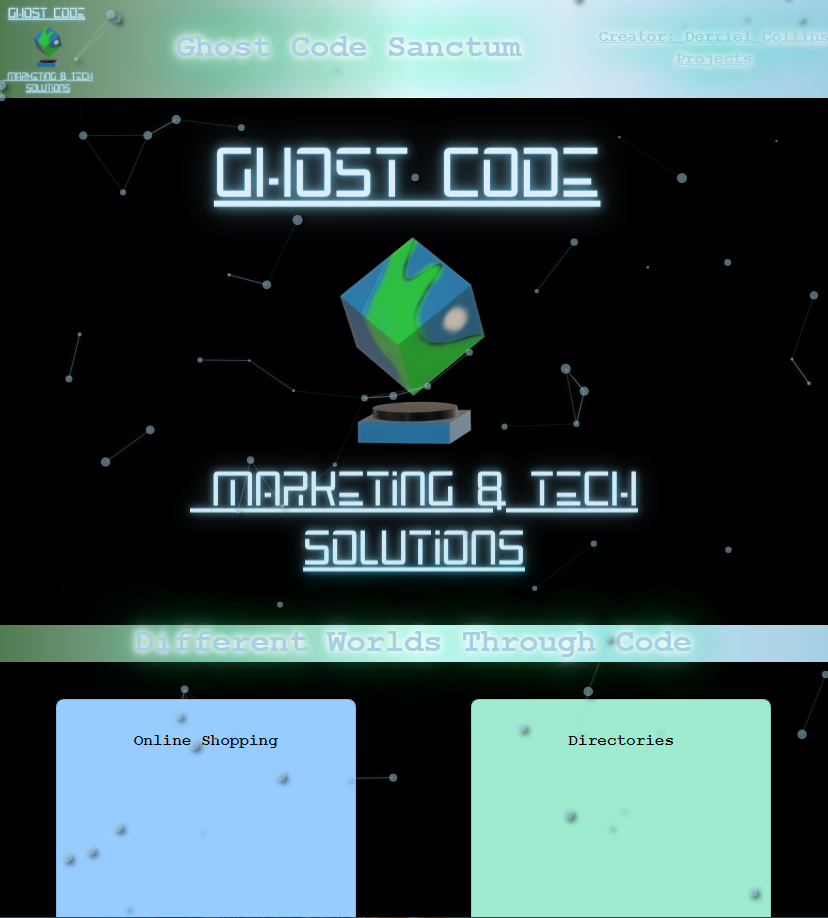 GHOST CODE
MARKETING & TECH
SOLUTIONS
Ghost Code Sanctum
Creator: Derriel Collins
Projects
GHOST CODE
MARKETING & TECH
SOLUTIONS
Different Worlds Through Code
Online Shopping
Directories